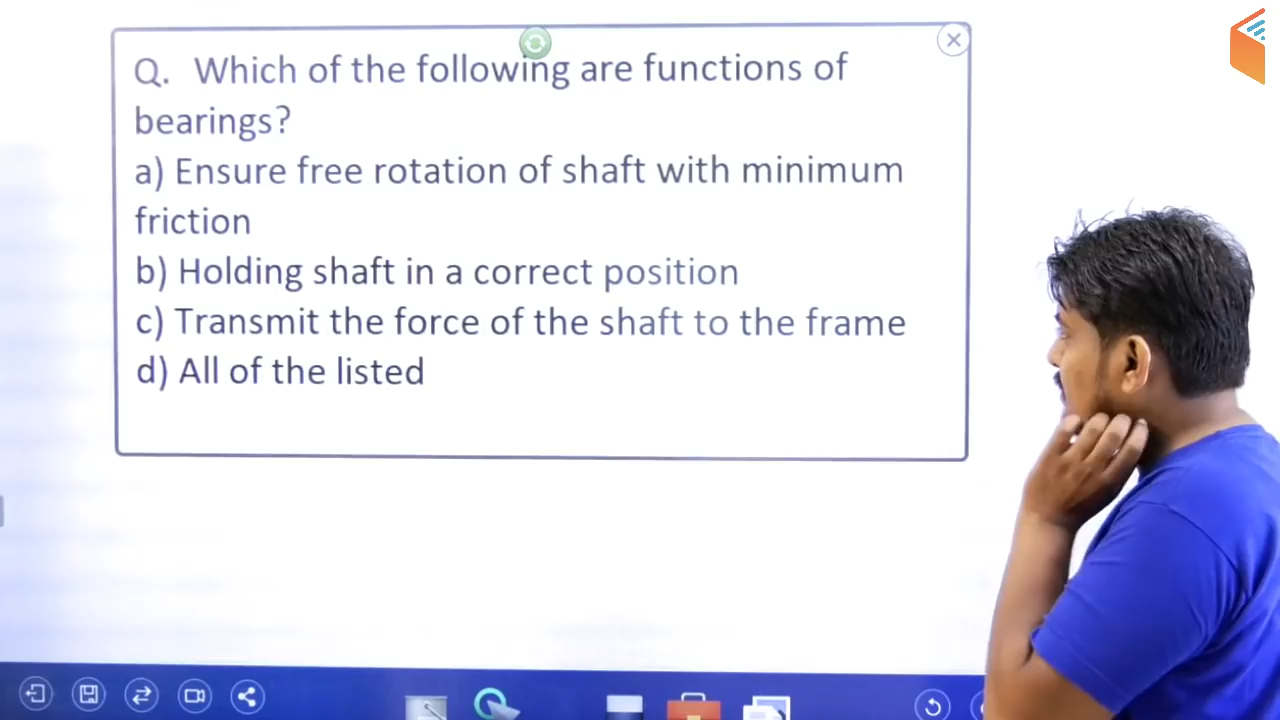 Q. Which of the following are functions of
bearings?
a) Ensure free rotation of shaft with minimum
friction
b) Holding shaft in a correct position
c) Transmit the force of the shaft to the frame
d) All of the listed